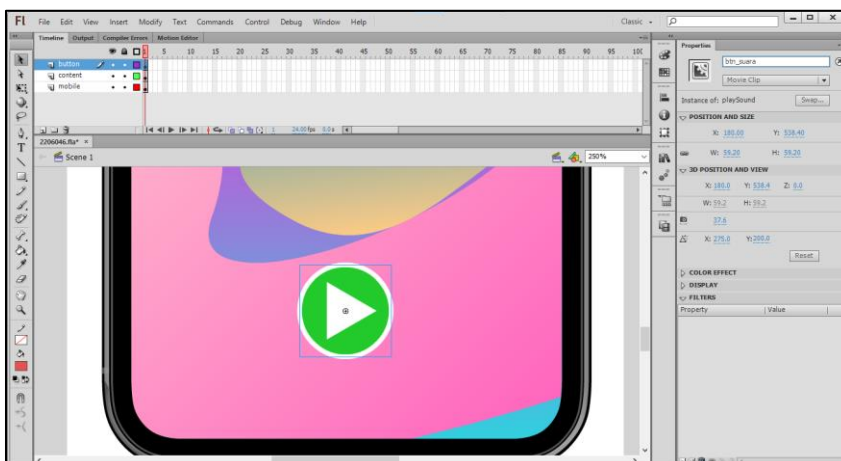 Fl File Edit View Insert Modify Text Commands Control Debug Window Help Classic
Timeline Output Compiler Errors Motion Editor
1 5 10 15 20 25 30 35 40 45 50 55 60 65 70 75 80 85 90 95 100
button
content
mobile
1 24.00 fps 0.0 s
2206046.fla* ×
Scene 1 250%
Properties
btn_suara
Movie Clip
Instance of: playSound Swap...
POSITION AND SIZE
X: 180.00 Y: 538.40
W: 59.20 H: 59.20
3D POSITION AND VIEW
X: 180.0 Y: 538.4 Z: 0.0
W: 59.2 H: 59.2
37.6
X: 275.0 Y: 200.0
Reset
COLOR EFFECT
DISPLAY
FILTERS
Property Value